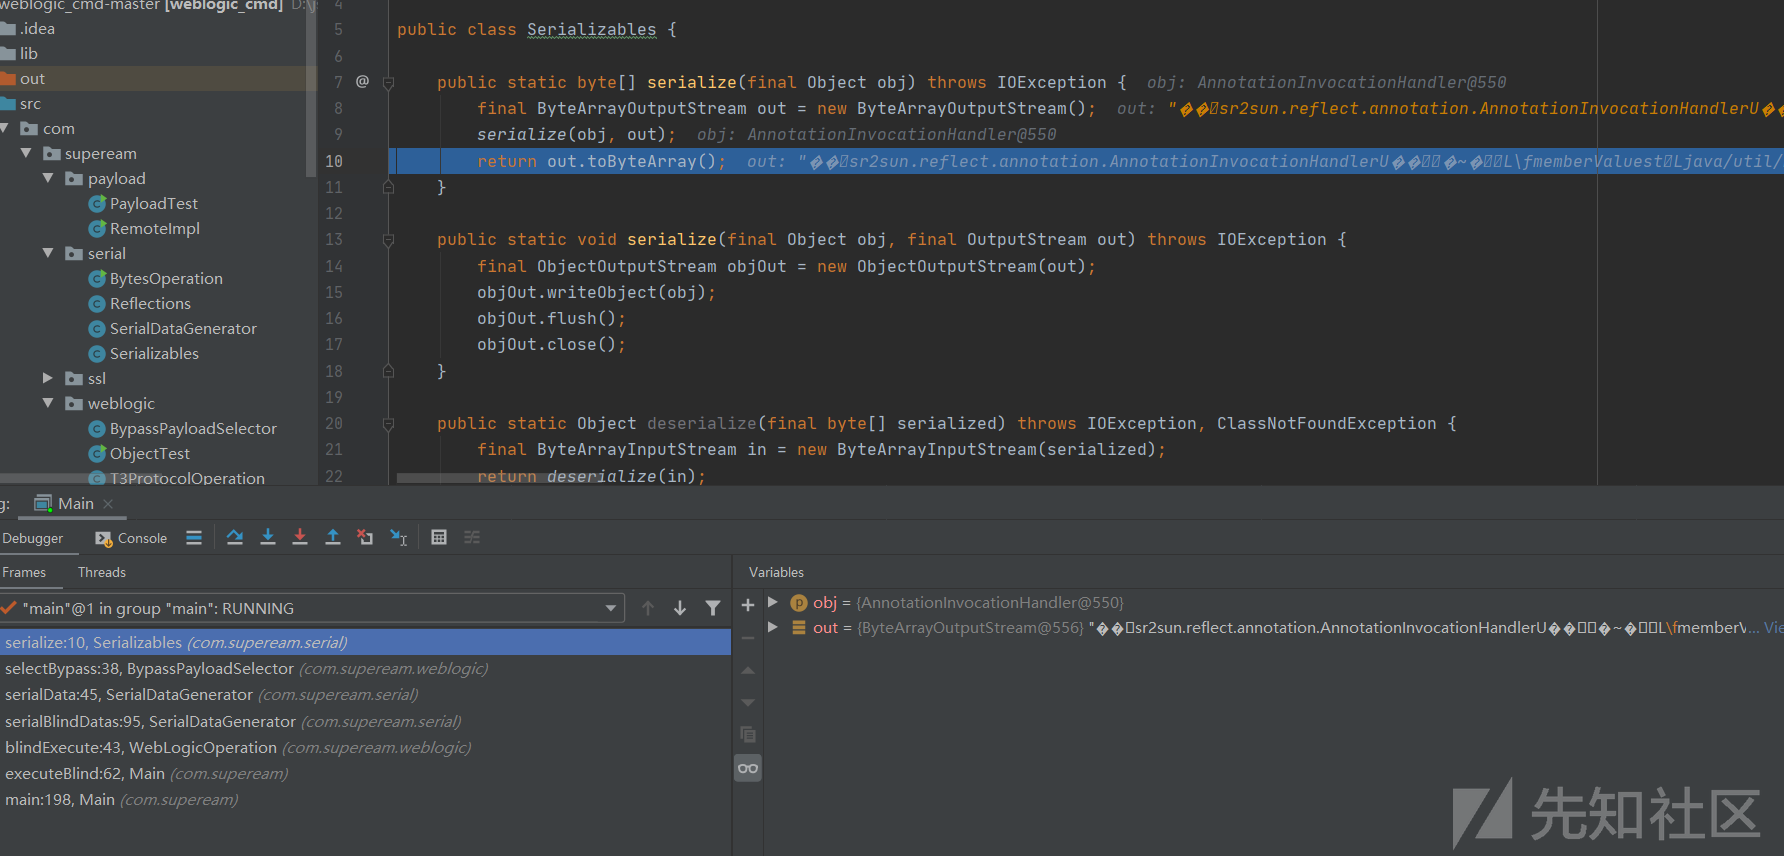 weblogic_cmd-master [weblogic_cmd]
.idea
lib
out
src
com
supeream
payload
PayloadTest
RemoteImpl
serial
BytesOperation
Reflections
SerialDataGenerator
Serializables
ssl
weblogic
BypassPayloadSelector
ObjectTest
T3ProtocolOperation
4
5 public class Serializables {
6
7 @ public static byte[] serialize(final Object obj) throws IOException { obj: AnnotationInvocationHandler@550
8 final ByteArrayOutputStream out = new ByteArrayOutputStream(); out: "��sr2sun.reflect.annotation.AnnotationInvocationHandlerU��
9 serialize(obj, out); obj: AnnotationInvocationHandler@550
10 return out.toByteArray(); out: "��sr2sun.reflect.annotation.AnnotationInvocationHandlerU���~�L\fmemberValuestLjava/util/
11 }
12
13 public static void serialize(final Object obj, final OutputStream out) throws IOException {
14 final ObjectOutputStream objOut = new ObjectOutputStream(out);
15 objOut.writeObject(obj);
16 objOut.flush();
17 objOut.close();
18 }
19
20 public static Object deserialize(final byte[] serialized) throws IOException, ClassNotFoundException {
21 final ByteArrayInputStream in = new ByteArrayInputStream(serialized);
22 return deserialize(in);
g: Main
Debugger Console
Frames Threads
"main"@1 in group "main": RUNNING
serialize:10, Serializables (com.supeream.serial)
selectBypass:38, BypassPayloadSelector (com.supeream.weblogic)
serialData:45, SerialDataGenerator (com.supeream.serial)
serialBlindDatas:95, SerialDataGenerator (com.supeream.serial)
blindExecute:43, WebLogicOperation (com.supeream.weblogic)
executeBlind:62, Main (com.supeream)
main:198, Main (com.supeream)
Variables
obj = {AnnotationInvocationHandler@550}
out = {ByteArrayOutputStream@556} "��sr2sun.reflect.annotation.AnnotationInvocationHandlerU���~�L\fmemberV... Vie
先知社区